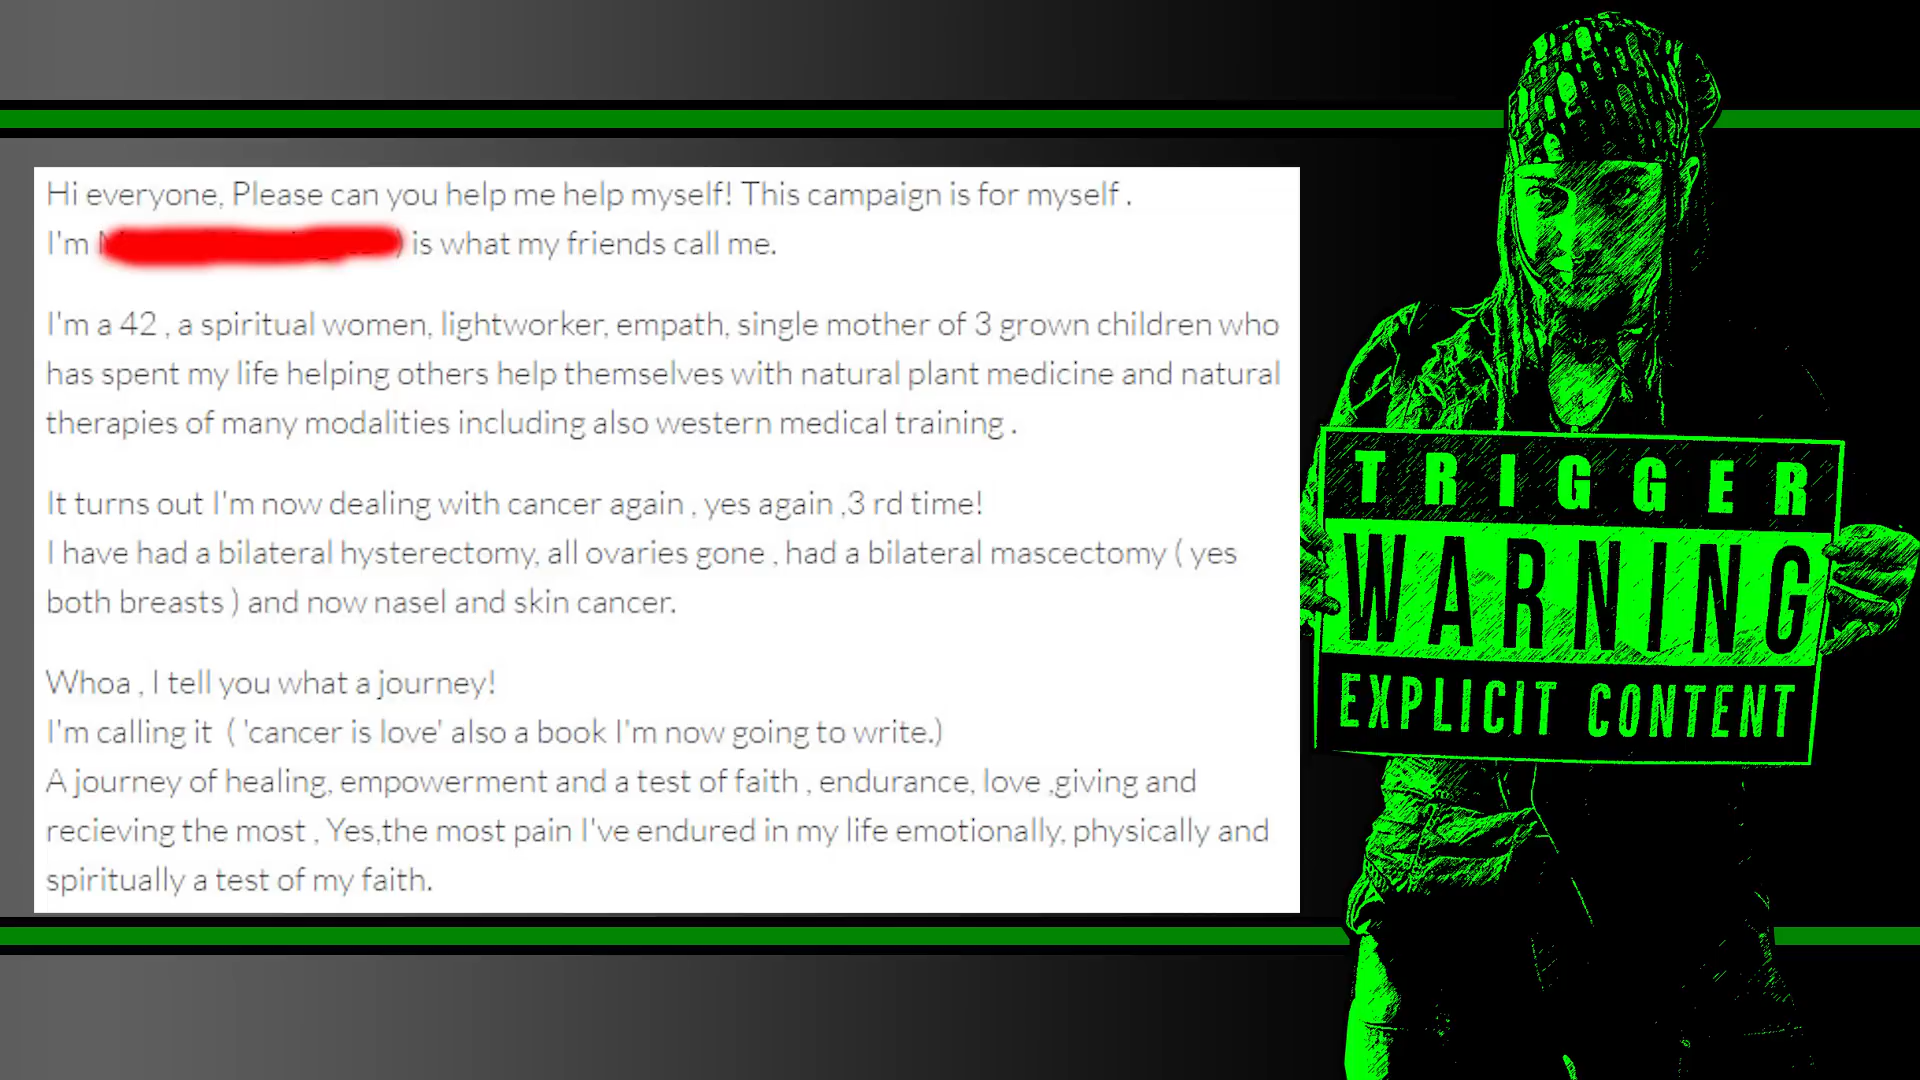 Hi everyone, Please can you help me help myself! This campaign is for myself .
I'm is what my friends call me.
I'm a 42 , a spiritual women, lightworker, empath, single mother of 3 grown children who
has spent my life helping others help themselves with natural plant medicine and natural
therapies of many modalities including also western medical training .
It turns out I'm now dealing with cancer again , yes again ,3 rd time!
I have had a bilateral hysterectomy, all ovaries gone , had a bilateral mascectomy ( yes
both breasts ) and now nasel and skin cancer.
Whoa , I tell you what a journey!
I'm calling it ( 'cancer is love' also a book I'm now going to write.)
A journey of healing, empowerment and a test of faith , endurance, love ,giving and
recieving the most , Yes,the most pain I've endured in my life emotionally, physically and
spiritually a test of my faith.
TRIGGER
WARNING
EXPLICIT CONTENT